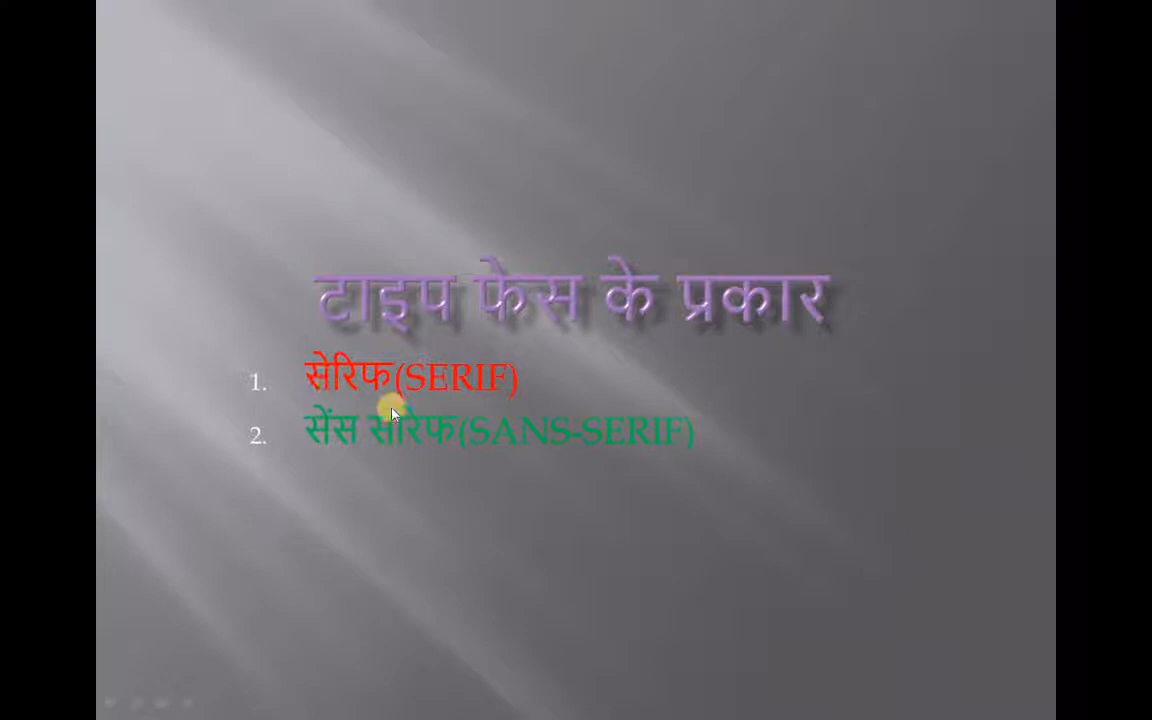 टाइप फेस के प्रकार
1. सेरिफ(SERIF)
2. सेंस सेरिफ(SANS-SERIF)